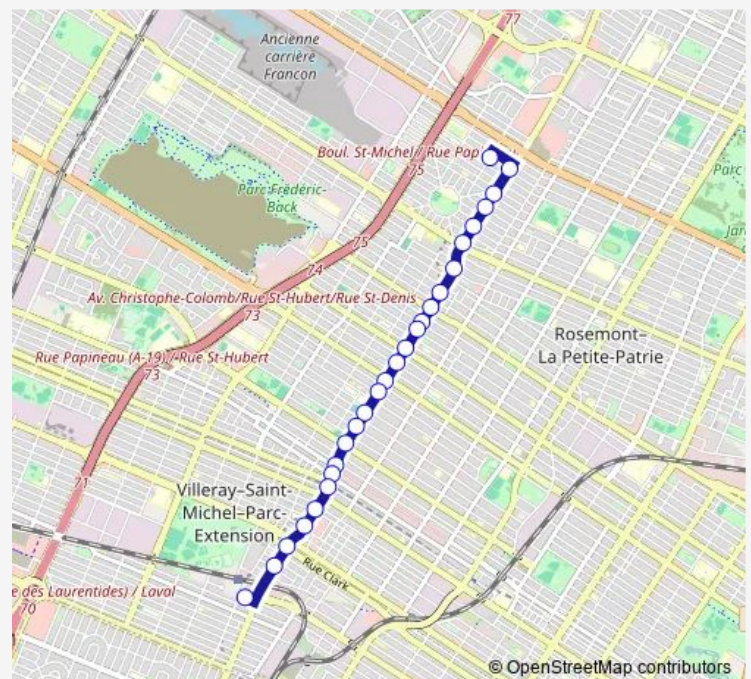 77
Ancienne
carrière
Francon
Boul. St-Michel / Rue Pap
75
Parc
Parc Frédéric-
Back
75
74
Av. Christophe-Colomb/Rue St-Hubert/Rue St-Denis
73
Rosemont–
La Petite-Patrie
Rue Papineau (A-19) / Rue St-Hubert
73
71
Villeray–Saint-
Michel–Parc-
Extension
Rue Clark
e des Laurentides) / Laval
70
© OpenStreetMap contributors